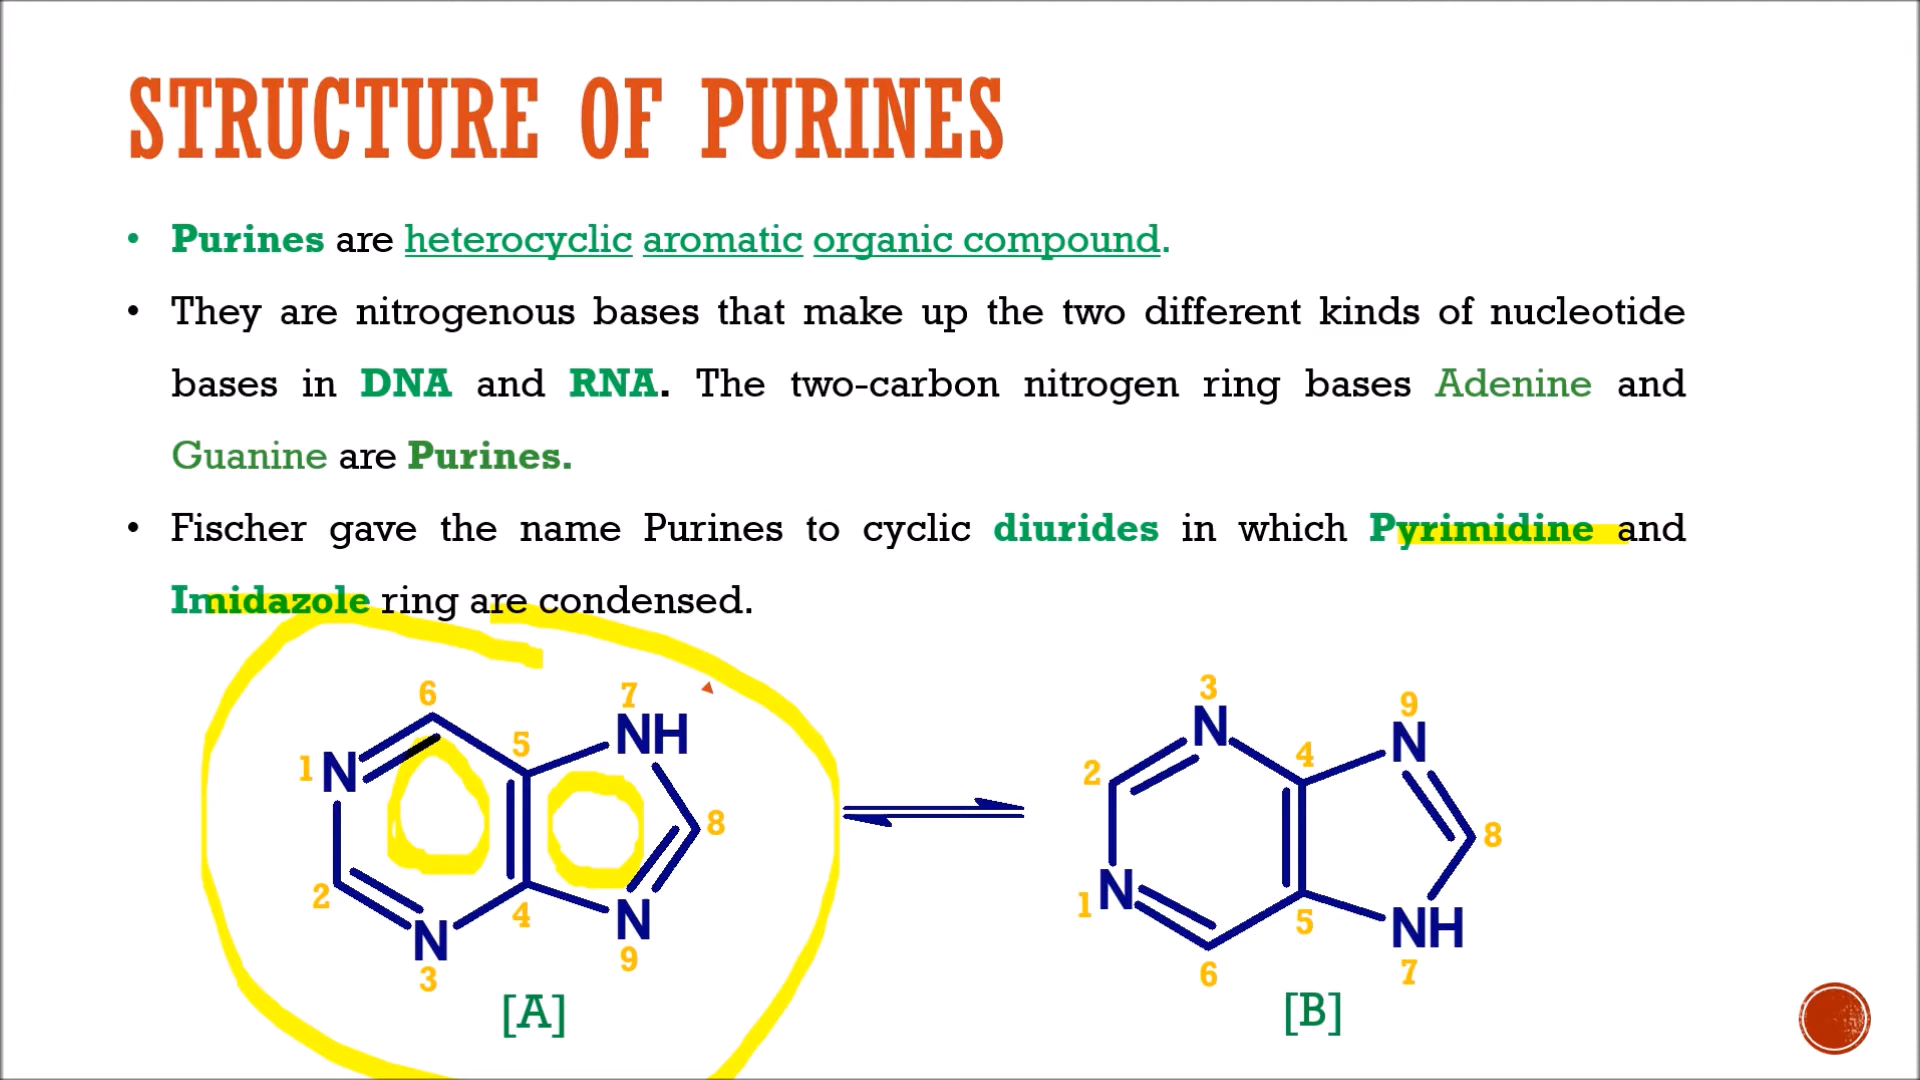 STRUCTURE OF PURINES
• Purines are heterocyclic aromatic organic compound.
• They are nitrogenous bases that make up the two different kinds of nucleotide
bases in DNA and RNA. The two-carbon nitrogen ring bases Adenine and
Guanine are Purines.
• Fischer gave the name Purines to cyclic diurides in which Pyrimidine and
Imidazole ring are condensed.
6 7
NH
5
1 N
8
2
4
N
N
9
3
[A]
3
N
9
N
4
2
8
1 N
5
NH
7
6
[B]